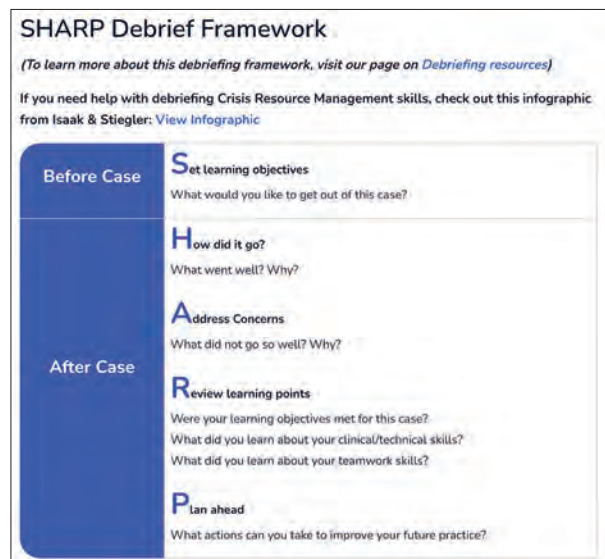 SHARP Debrief Framework
(To learn more about this debriefing framework, visit our page on Debriefing resources)
If you need help with debriefing Crisis Resource Management skills, check out this infographic
from Isaak & Stiegler: View Infographic
Before Case
Set learning objectives
What would you like to get out of this case?
After Case
How did it go?
What went well? Why?
Address Concerns
What did not go so well? Why?
Review learning points
Were your learning objectives met for this case?
What did you learn about your clinical/technical skills?
What did you learn about your teamwork skills?
Plan ahead
What actions can you take to improve your future practice?